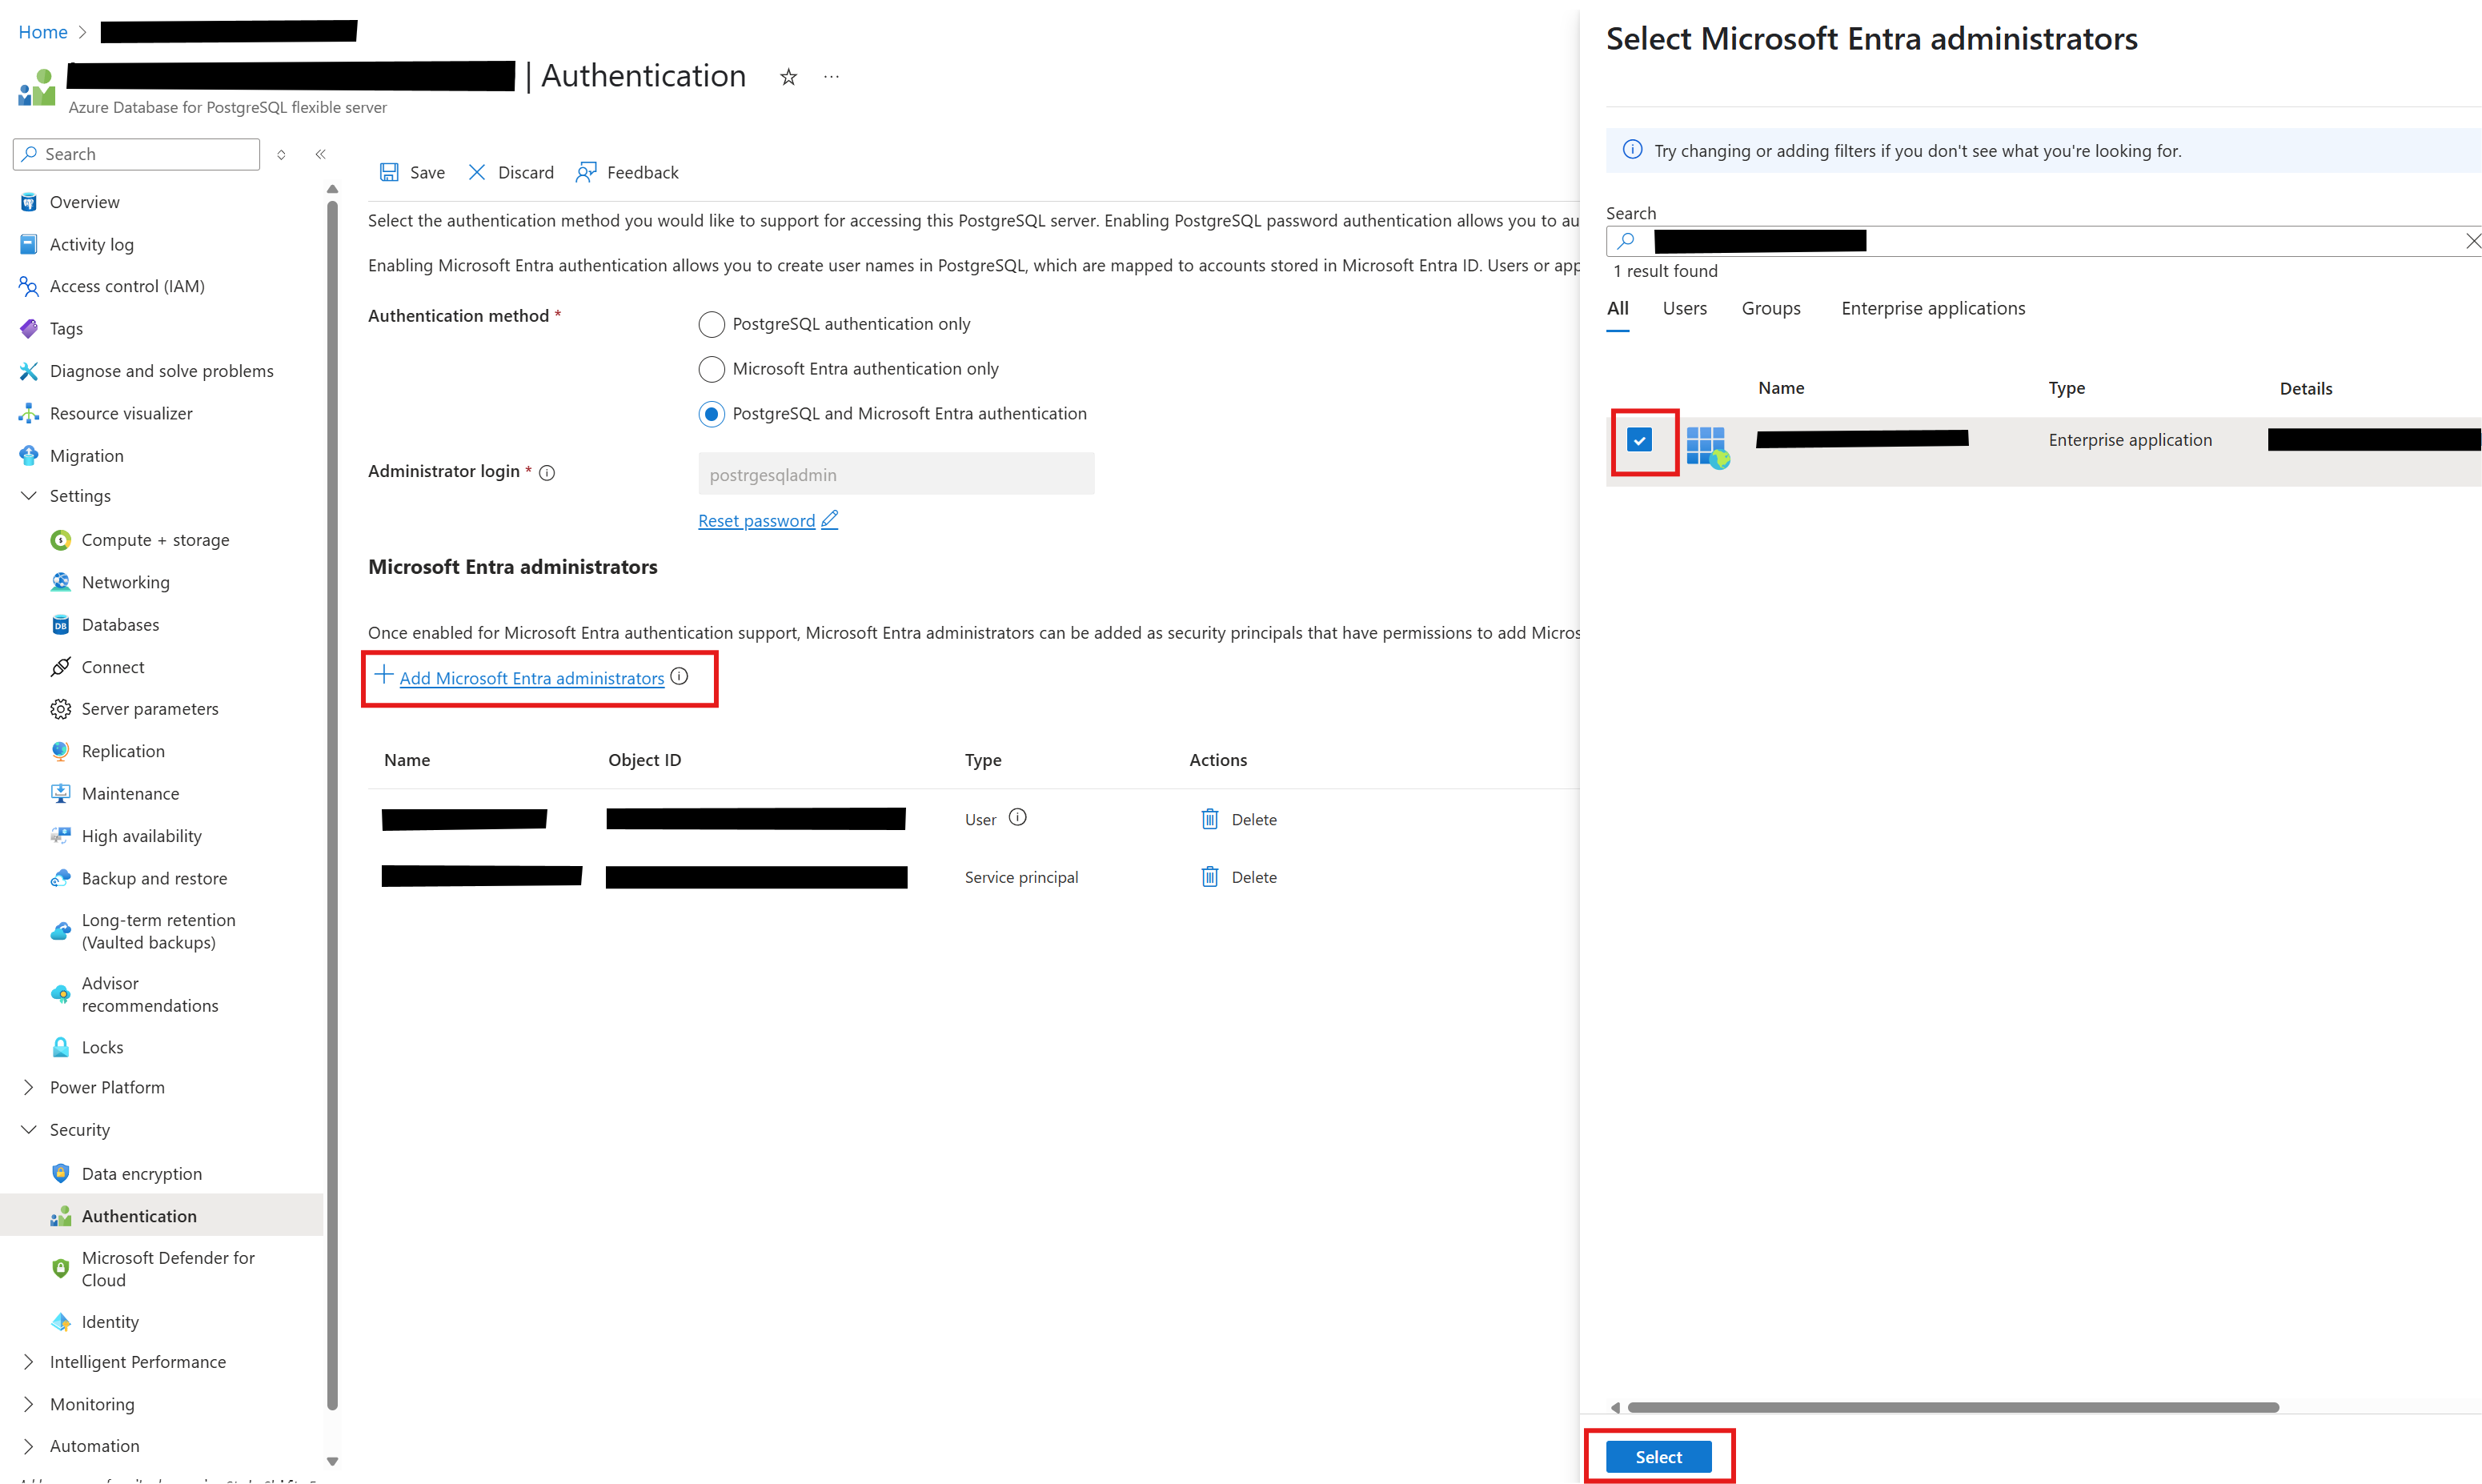 Home
| Authentication
Azure Database for PostgreSQL flexible server
Search
Overview
Activity log
Access control (IAM)
Tags
Diagnose and solve problems
Resource visualizer
Migration
Settings
Compute + storage
Networking
Databases
Connect
Server parameters
Replication
Maintenance
High availability
Backup and restore
Long-term retention
(Vaulted backups)
Advisor
recommendations
Locks
Power Platform
Security
Data encryption
Authentication
Microsoft Defender for
Cloud
Identity
Intelligent Performance
Monitoring
Automation
Save Discard Feedback
Select the authentication method you would like to support for accessing this PostgreSQL server. Enabling PostgreSQL password authentication allows you to au
Enabling Microsoft Entra authentication allows you to create user names in PostgreSQL, which are mapped to accounts stored in Microsoft Entra ID. Users or app
Authentication method *
PostgreSQL authentication only
Microsoft Entra authentication only
PostgreSQL and Microsoft Entra authentication
Administrator login *
postrgesqladmin
Reset password
Microsoft Entra administrators
Once enabled for Microsoft Entra authentication support, Microsoft Entra administrators can be added as security principals that have permissions to add Micros
Add Microsoft Entra administrators
Name Object ID Type Actions
User Delete
Service principal Delete
Select Microsoft Entra administrators
Try changing or adding filters if you don't see what you're looking for.
Search
1 result found
All Users Groups Enterprise applications
Name Type Details
Enterprise application
Select